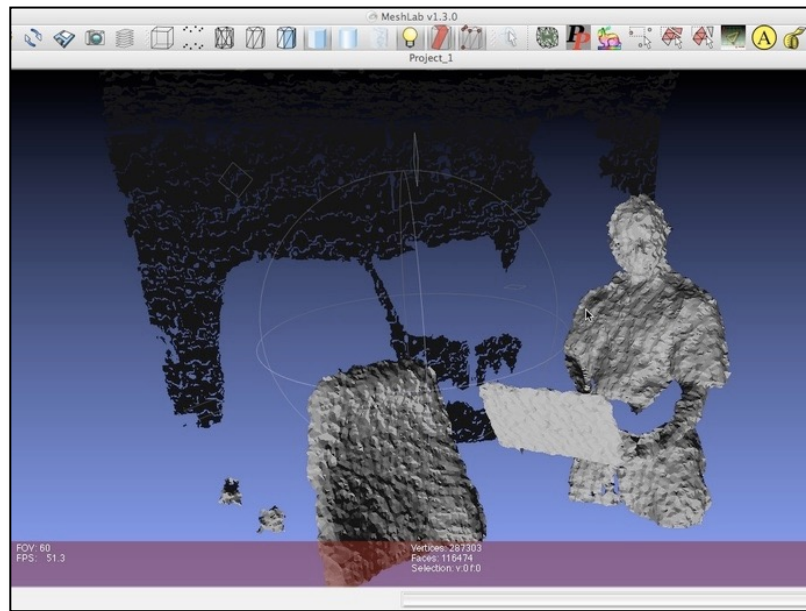 MeshLab v1.3.0
Project_1
FOV: 60
FPS: 51.3
Vertices: 287303
Faces: 116474
Selection: v:0 f:0